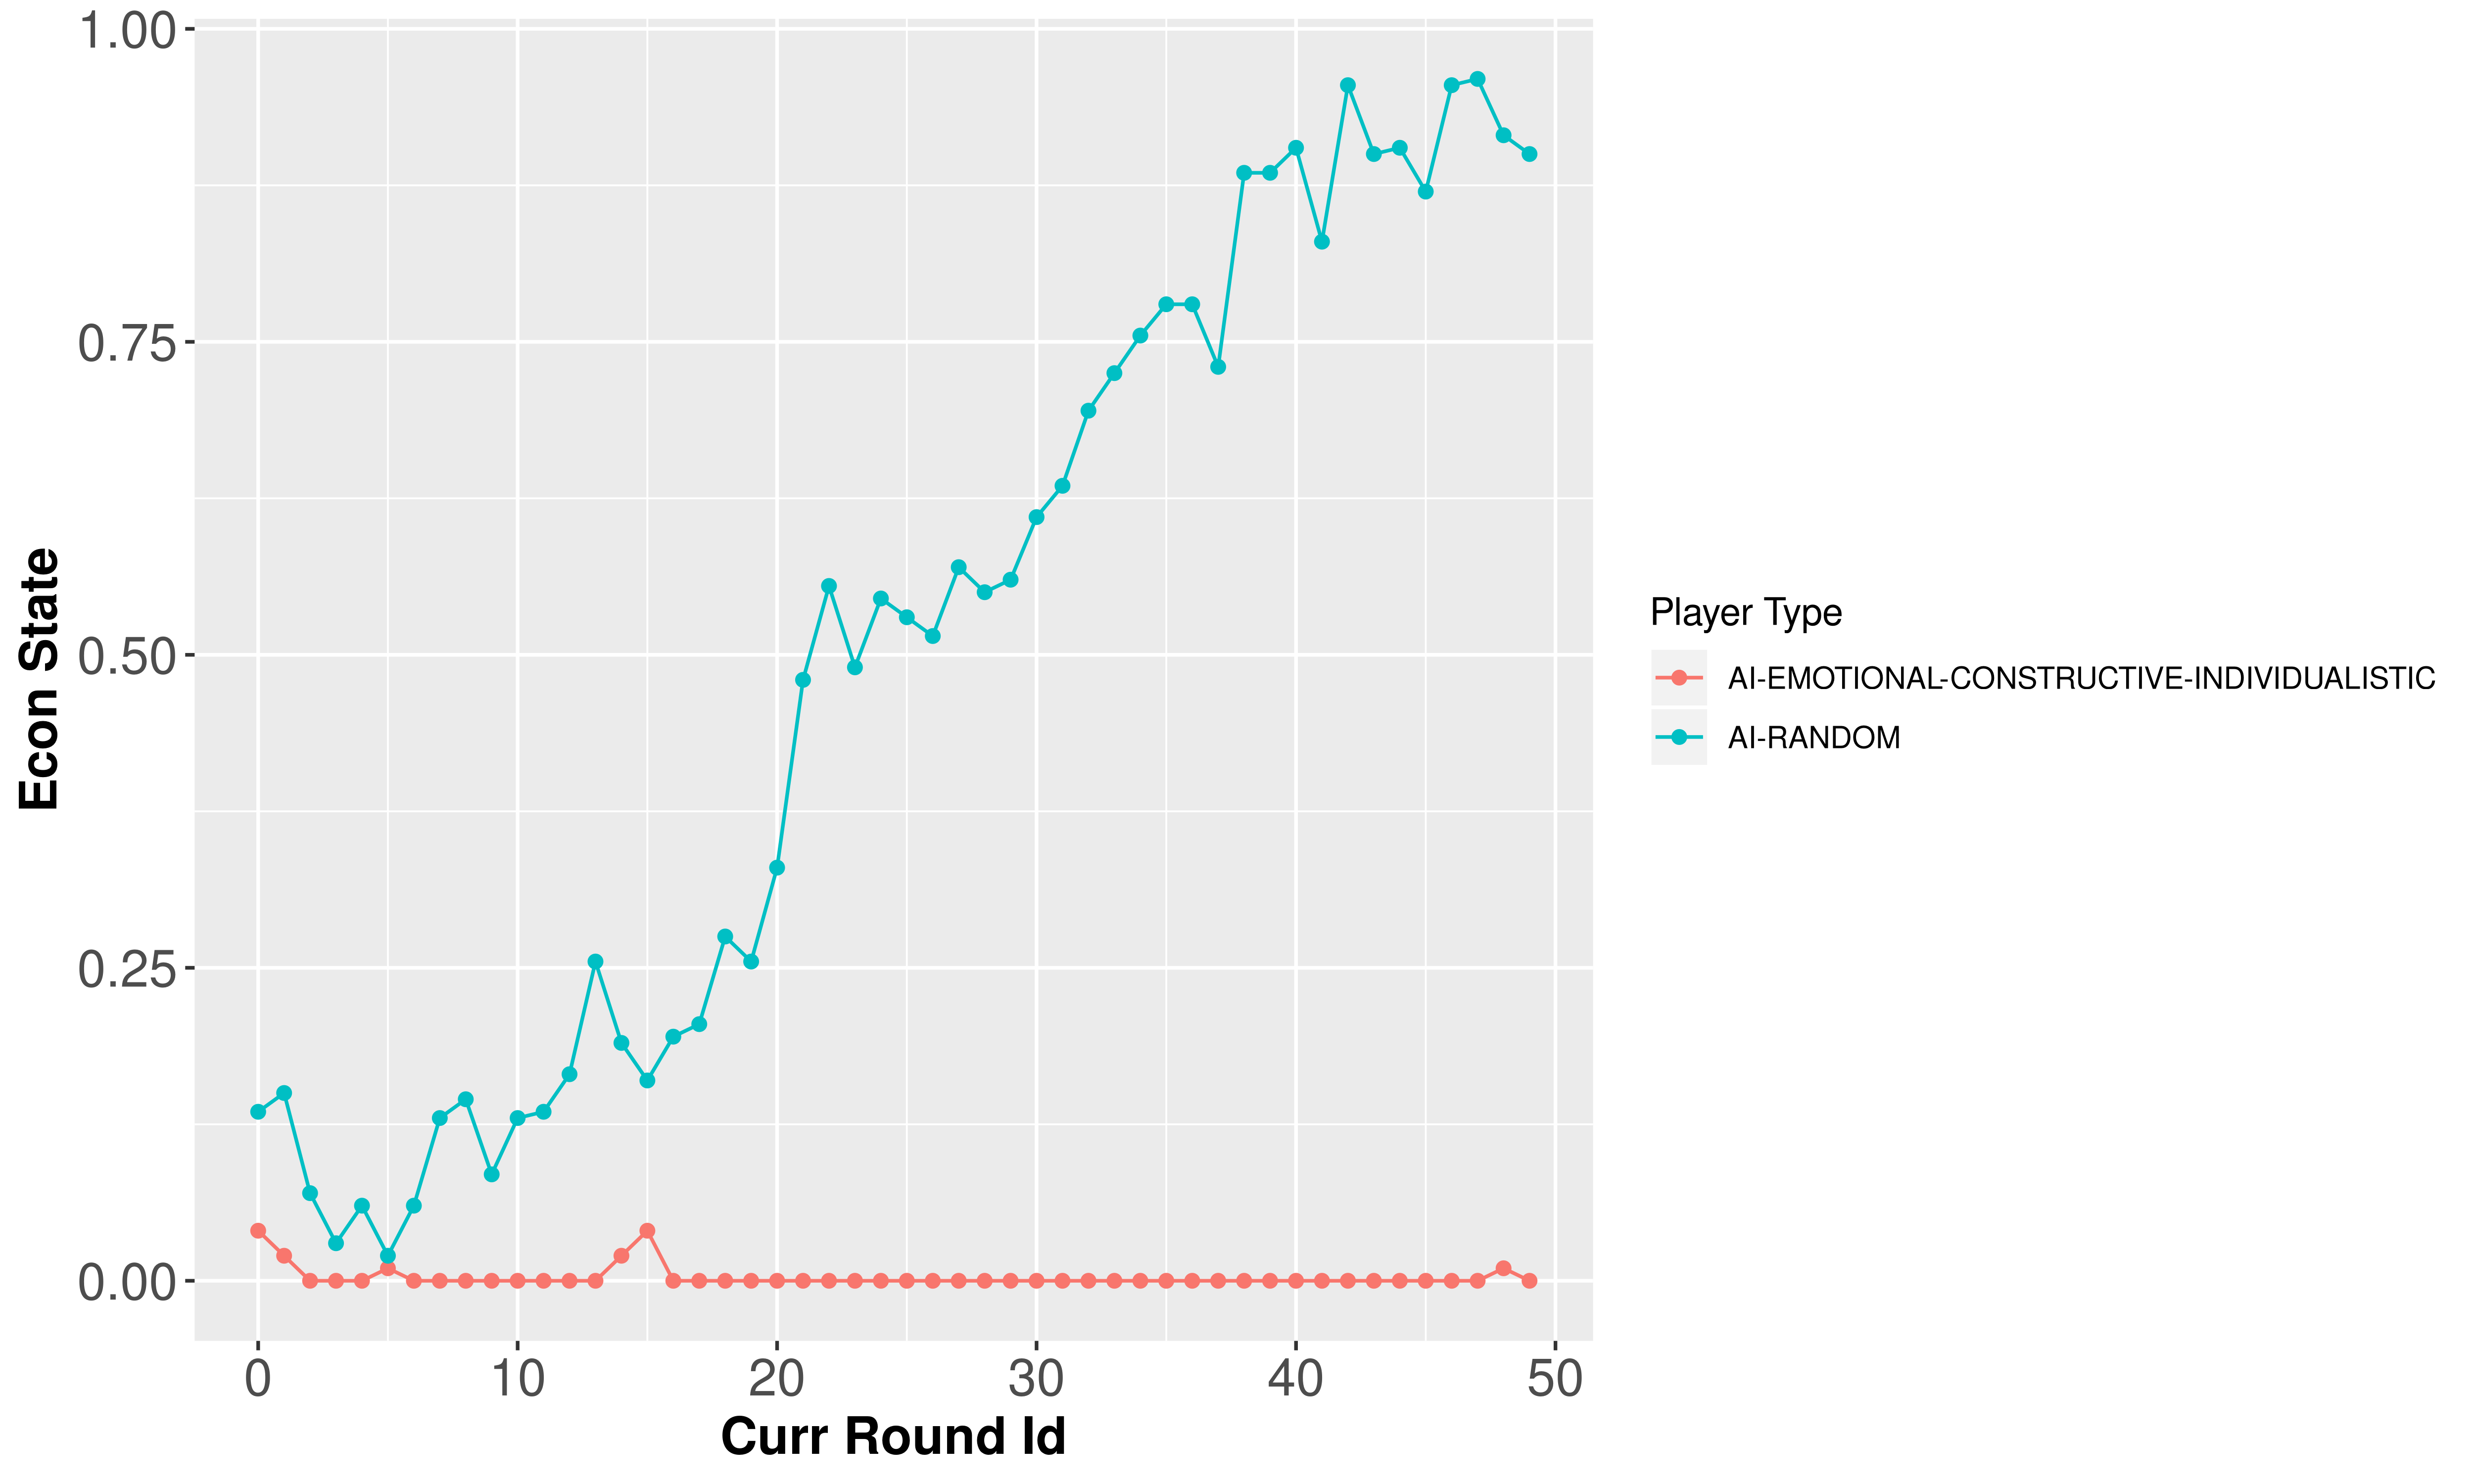 1.00
0.75
0.50
0.25
0.00
Econ State
0 10 20 30 40 50
Curr Round Id
Player Type
AI-EMOTIONAL-CONSTRUCTIVE-INDIVIDUALISTIC
AI-RANDOM